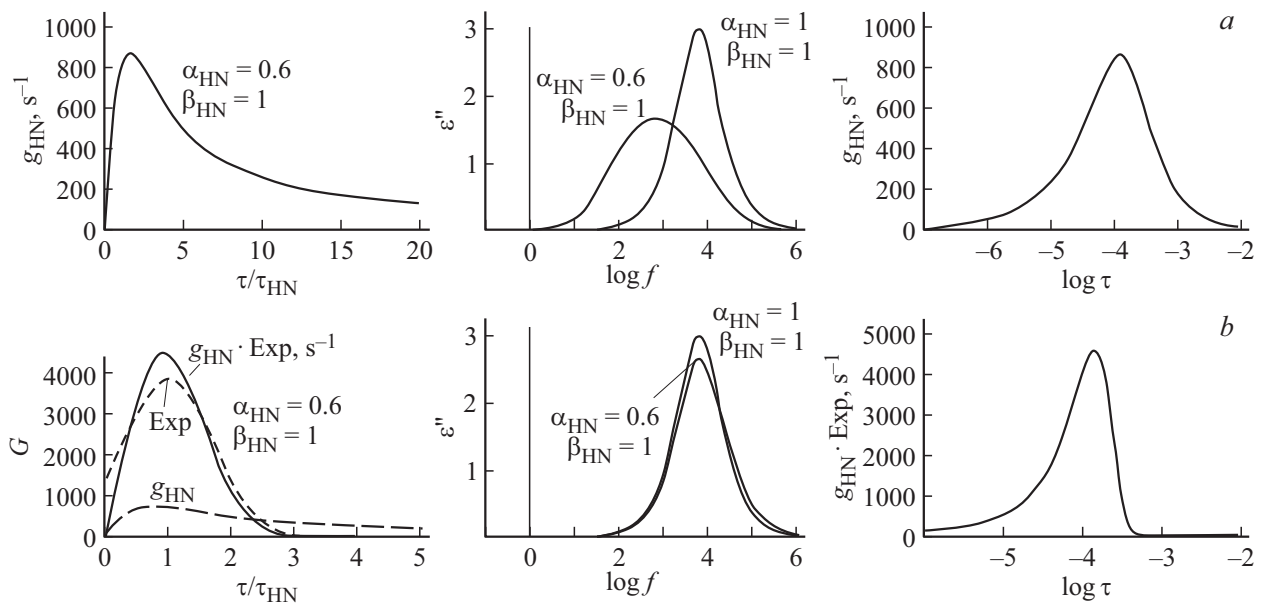 a
1000
800
600
400
200
0
g_HN, s⁻¹
α_HN = 0.6
β_HN = 1
0 5 10 15 20
τ/τ_HN
3
2
1
ε"
α_HN = 1
β_HN = 1
α_HN = 0.6
β_HN = 1
0 2 4 6
log f
1000
800
600
400
200
0
g_HN, s⁻¹
–6 –5 –4 –3 –2
log τ
b
4000
3000
2000
1000
0
G
g_HN · Exp, s⁻¹
Exp
α_HN = 0.6
β_HN = 1
g_HN
0 1 2 3 4 5
τ/τ_HN
3
2
1
ε"
α_HN = 1
β_HN = 1
α_HN = 0.6
β_HN = 1
0 2 4 6
log f
5000
4000
3000
2000
1000
0
g_HN · Exp, s⁻¹
–5 –4 –3 –2
log τ